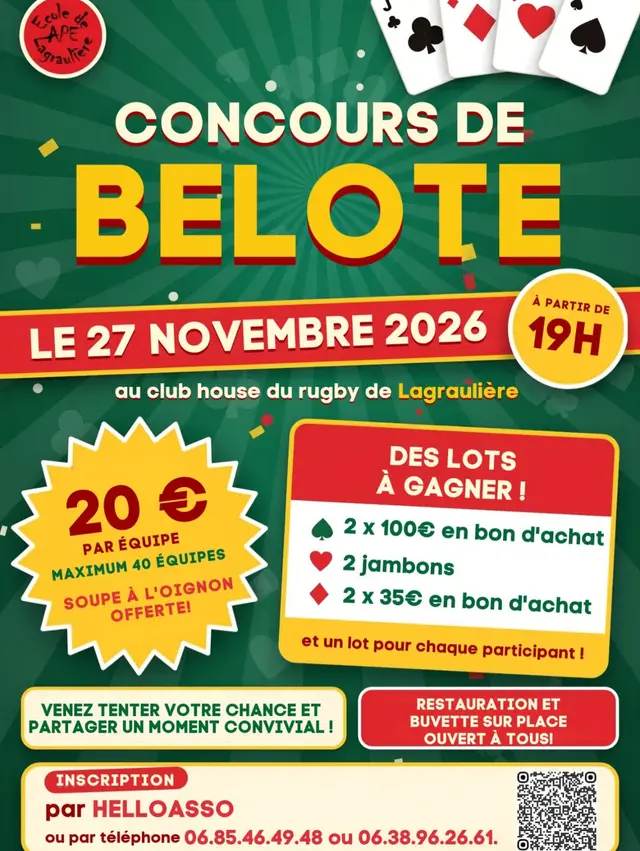 Ecole de
APE
Lagraulière
J
CONCOURS DE
BELOTE
À PARTIR DE
19H
LE 27 NOVEMBRE 2026
au club house du rugby de Lagraulière
20 €
PAR ÉQUIPE
MAXIMUM 40 ÉQUIPES
SOUPE À L'OIGNON
OFFERTE!
DES LOTS
À GAGNER !
2 x 100€ en bon d'achat
2 jambons
2 x 35€ en bon d'achat
et un lot pour chaque participant !
VENEZ TENTER VOTRE CHANCE ET
PARTAGER UN MOMENT CONVIVIAL !
RESTAURATION ET
BUVETTE SUR PLACE
OUVERT À TOUS!
INSCRIPTION
par HELLOASSO
ou par téléphone 06.85.46.49.48 ou 06.38.96.26.61.